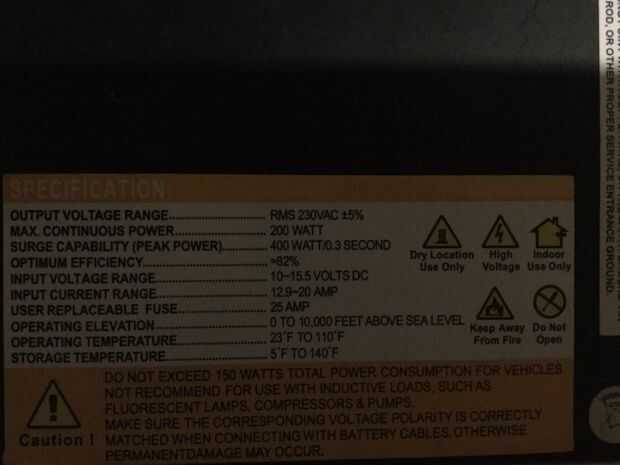 SPECIFICATION
OUTPUT VOLTAGE RANGE............................ RMS 230VAC ±5%
MAX. CONTINUOUS POWER.......................... 200 WATT
SURGE CAPABILITY (PEAK POWER)............. 400 WATT/0.3 SECOND
OPTIMUM EFFICIENCY................................. ≈82%
INPUT VOLTAGE RANGE............................... 10~15.5 VOLTS DC
INPUT CURRENT RANGE.............................. 12.9~20 AMP
USER REPLACEABLE FUSE........................ 25 AMP
OPERATING ELEVATION.............................. 0 TO 10,000 FEET ABOVE SEA LEVEL
OPERATING TEMPERATURE........................ 23°F TO 110°F
STORAGE TEMPERATURE............................ 5°F TO 140°F
Dry Location
Use Only
High
Voltage
Indoor
Use Only
Keep Away
From Fire
Do Not
Open
Caution !
DO NOT EXCEED 150 WATTS TOTAL POWER CONSUMPTION FOR VEHICLES
NOT RECOMMEND FOR USE WITH INDUCTIVE LOADS, SUCH AS
FLUORESCENT LAMPS, COMPRESSORS & PUMPS.
MAKE SURE THE CORRESPONDING VOLTAGE POLARITY IS CORRECTLY
MATCHED WHEN CONNECTING WITH BATTERY CABLES, OTHERWISE
PERMANENTDAMAGE MAY OCCUR.
ROD, OR OTHER PROPER SERVICE ENTRANCE GROUND.